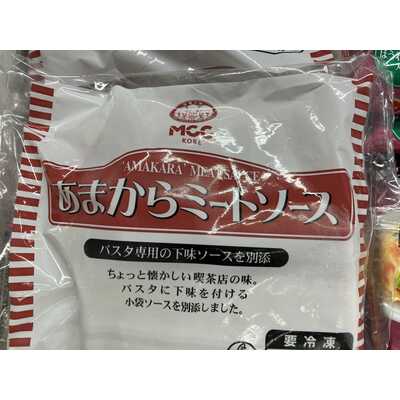 MCC
KOBE
'AMAKARA' MEAT SAUCE
あまからミートソース
パスタ専用の下味ソースを別添
ちょっと懐かしい喫茶店の味。
パスタに下味を付ける
小袋ソースを別添しました。
要冷凍